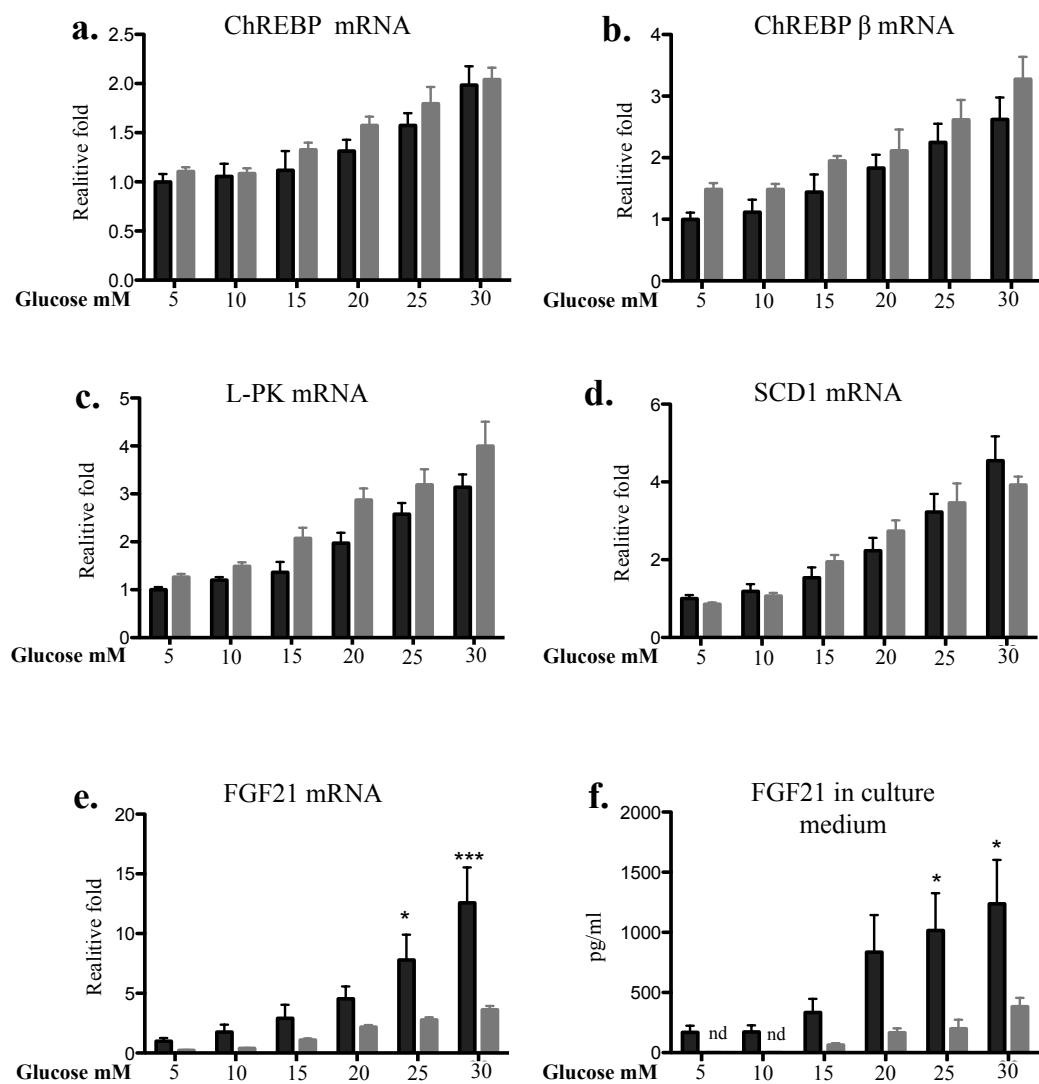 a. ChREBP mRNA
2.5
2.0
1.5
1.0
0.5
0.0
Realitive fold
Glucose mM 5 10 15 20 25 30
b. ChREBP β mRNA
4
3
2
1
0
Realitive fold
Glucose mM 5 10 15 20 25 30
c. L-PK mRNA
5
4
3
2
1
0
Realitive fold
Glucose mM 5 10 15 20 25 30
d. SCD1 mRNA
6
4
2
0
Realitive fold
Glucose mM 5 10 15 20 25 30
e. FGF21 mRNA
20
15
10
5
0
Realitive fold
* ***
Glucose mM 5 10 15 20 25 30
f. FGF21 in culture
medium
2000
1500
1000
500
0
pg/ml
nd nd * *
Glucose mM 5 10 15 20 25 30